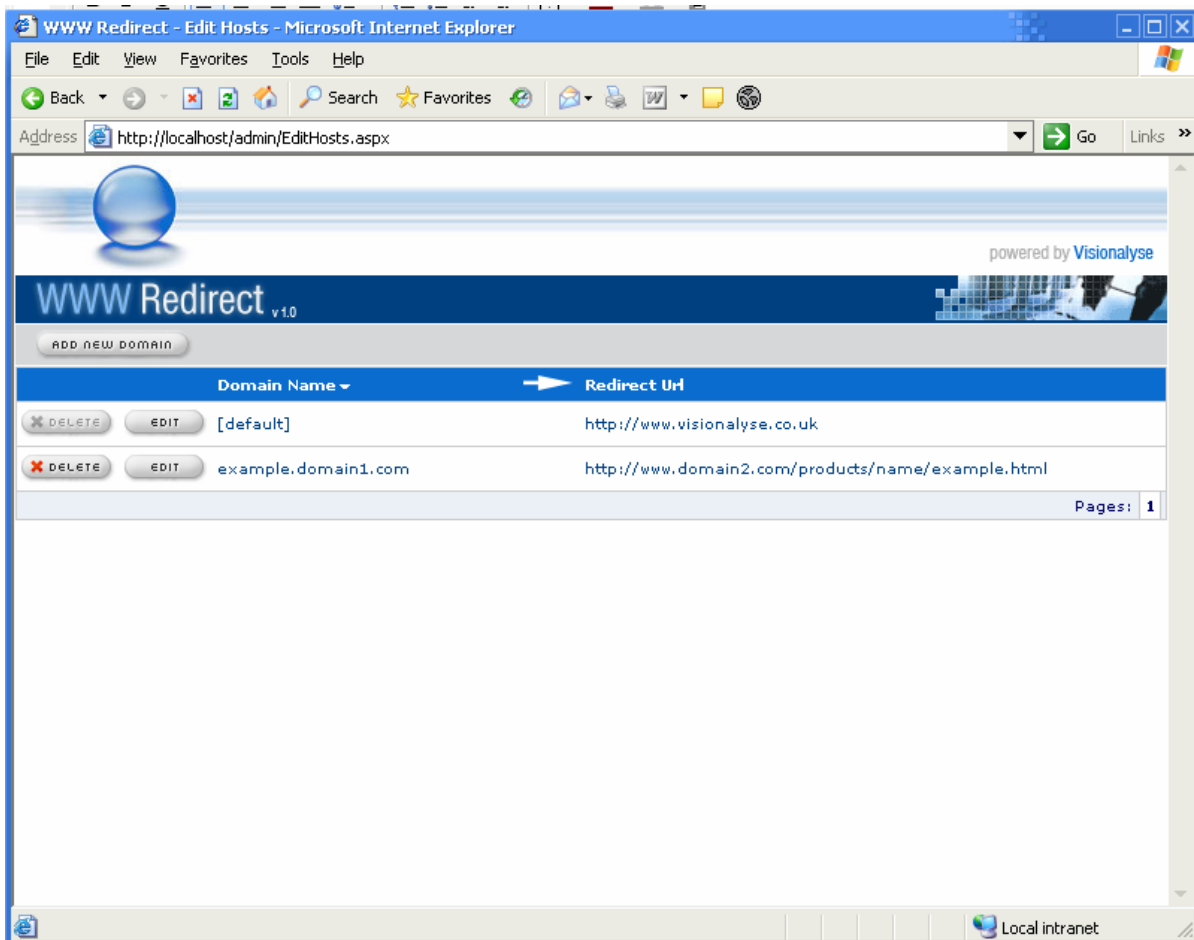 WWW Redirect - Edit Hosts - Microsoft Internet Explorer
File Edit View Favorites Tools Help
Back Search Favorites
Address http://localhost/admin/EditHosts.aspx Go Links »
powered by Visionalyse
WWW Redirect v 1.0
ADD NEW DOMAIN
Domain Name Redirect Url
DELETE EDIT [default] http://www.visionalyse.co.uk
DELETE EDIT example.domain1.com http://www.domain2.com/products/name/example.html
Pages: 1
Local intranet